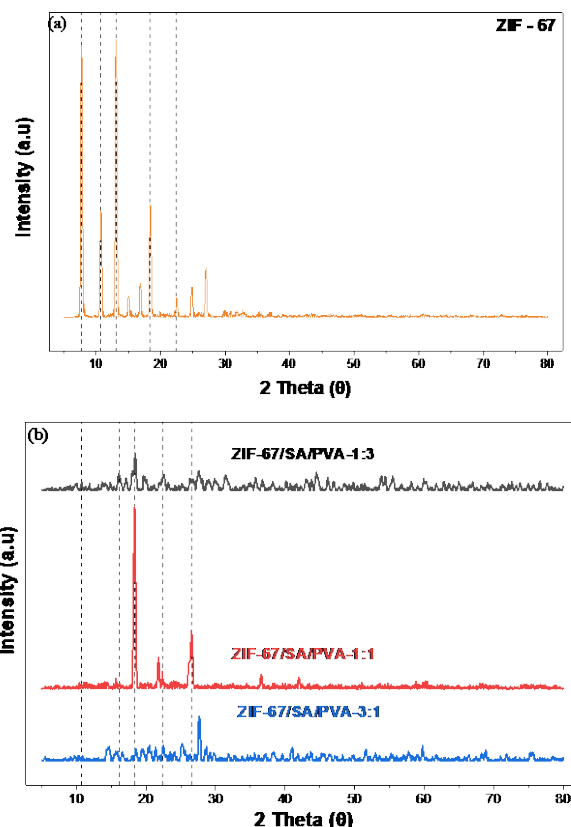 (a)
ZIF - 67
Intensity (a.u)
10 20 30 40 50 60 70 80
2 Theta (θ)
(b)
ZIF-67/SA/PVA-1:3
Intensity (a.u)
ZIF-67/SA/PVA-1:1
ZIF-67/SA/PVA-3:1
10 20 30 40 50 60 70 80
2 Theta (θ)